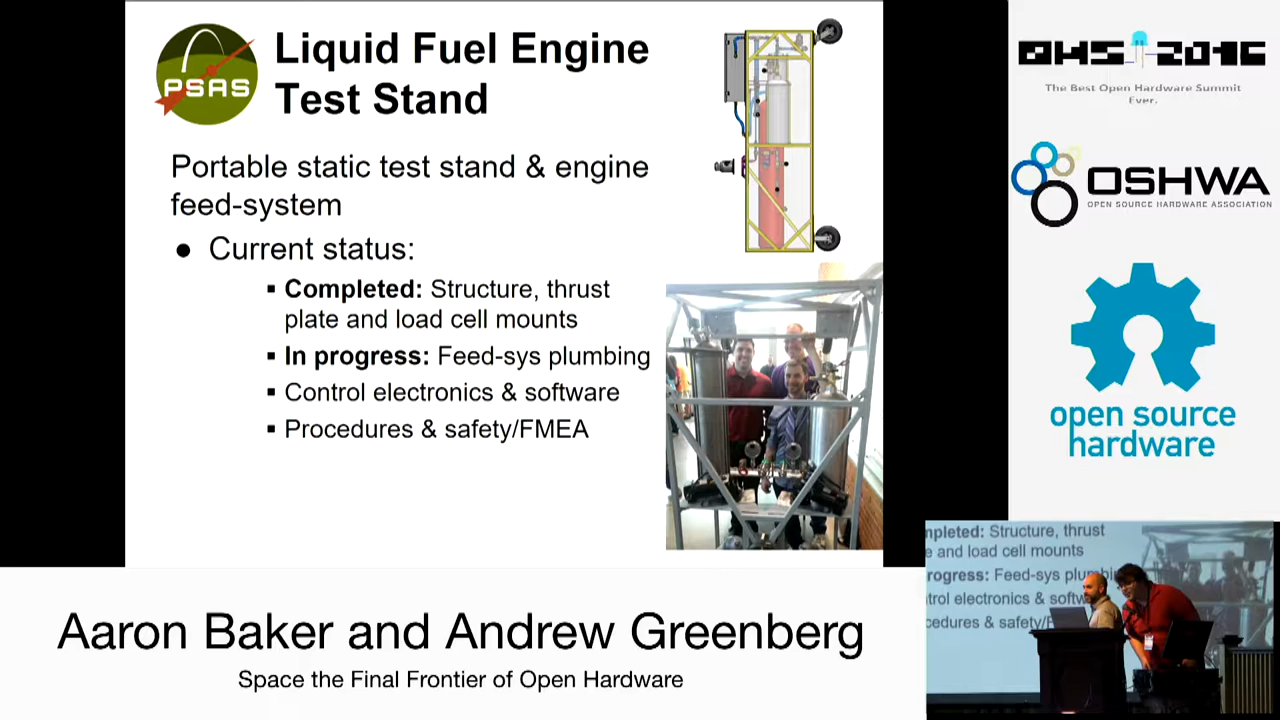 PSAS
Liquid Fuel Engine
Test Stand
Portable static test stand & engine
feed-system
● Current status:
▪ Completed: Structure, thrust
plate and load cell mounts
▪ In progress: Feed-sys plumbing
▪ Control electronics & software
▪ Procedures & safety/FMEA
OHS 2016
The Best Open Hardware Summit
Ever.
OSHWA
OPEN SOURCE HARDWARE ASSOCIATION
open source
hardware
mpleted: Structure, thrust
e and load cell mounts
rogress: Feed-sys plumbin
trol electronics & softw
cedures & safety/F
Aaron Baker and Andrew Greenberg
Space the Final Frontier of Open Hardware